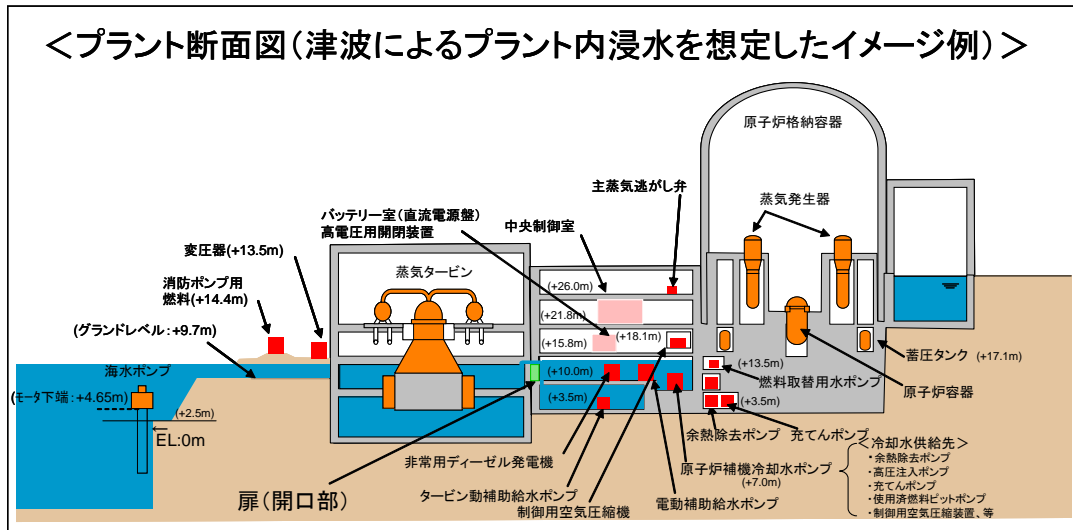 ＜プラント断面図(津波によるプラント内浸水を想定したイメージ例)＞
原子炉格納容器
主蒸気逃がし弁
蒸気発生器
バッテリー室(直流電源盤)
高電圧用開閉装置
中央制御室
変圧器(+13.5m)
蒸気タービン
消防ポンプ用
燃料(+14.4m)
(+26.0m)
(+21.8m)
(グランドレベル:+9.7m)
(+18.1m)
(+15.8m)
蓄圧タンク(+17.1m)
海水ポンプ
(+13.5m)
(+10.0m)
燃料取替用水ポンプ
原子炉容器
(ﾓｰﾀ下端:+4.65m)
(+3.5m)
(+3.5m)
(+2.5m)
EL:0m
余熱除去ポンプ
充てんポンプ
＜冷却水供給先＞
・余熱除去ポンプ
・高圧注入ポンプ
・充てんポンプ
・使用済燃料ピットポンプ
・制御用空気圧縮装置、等
非常用ディーゼル発電機
原子炉補機冷却水ポンプ
(+7.0m)
扉(開口部)
タービン動補助給水ポンプ
電動補助給水ポンプ
制御用空気圧縮機